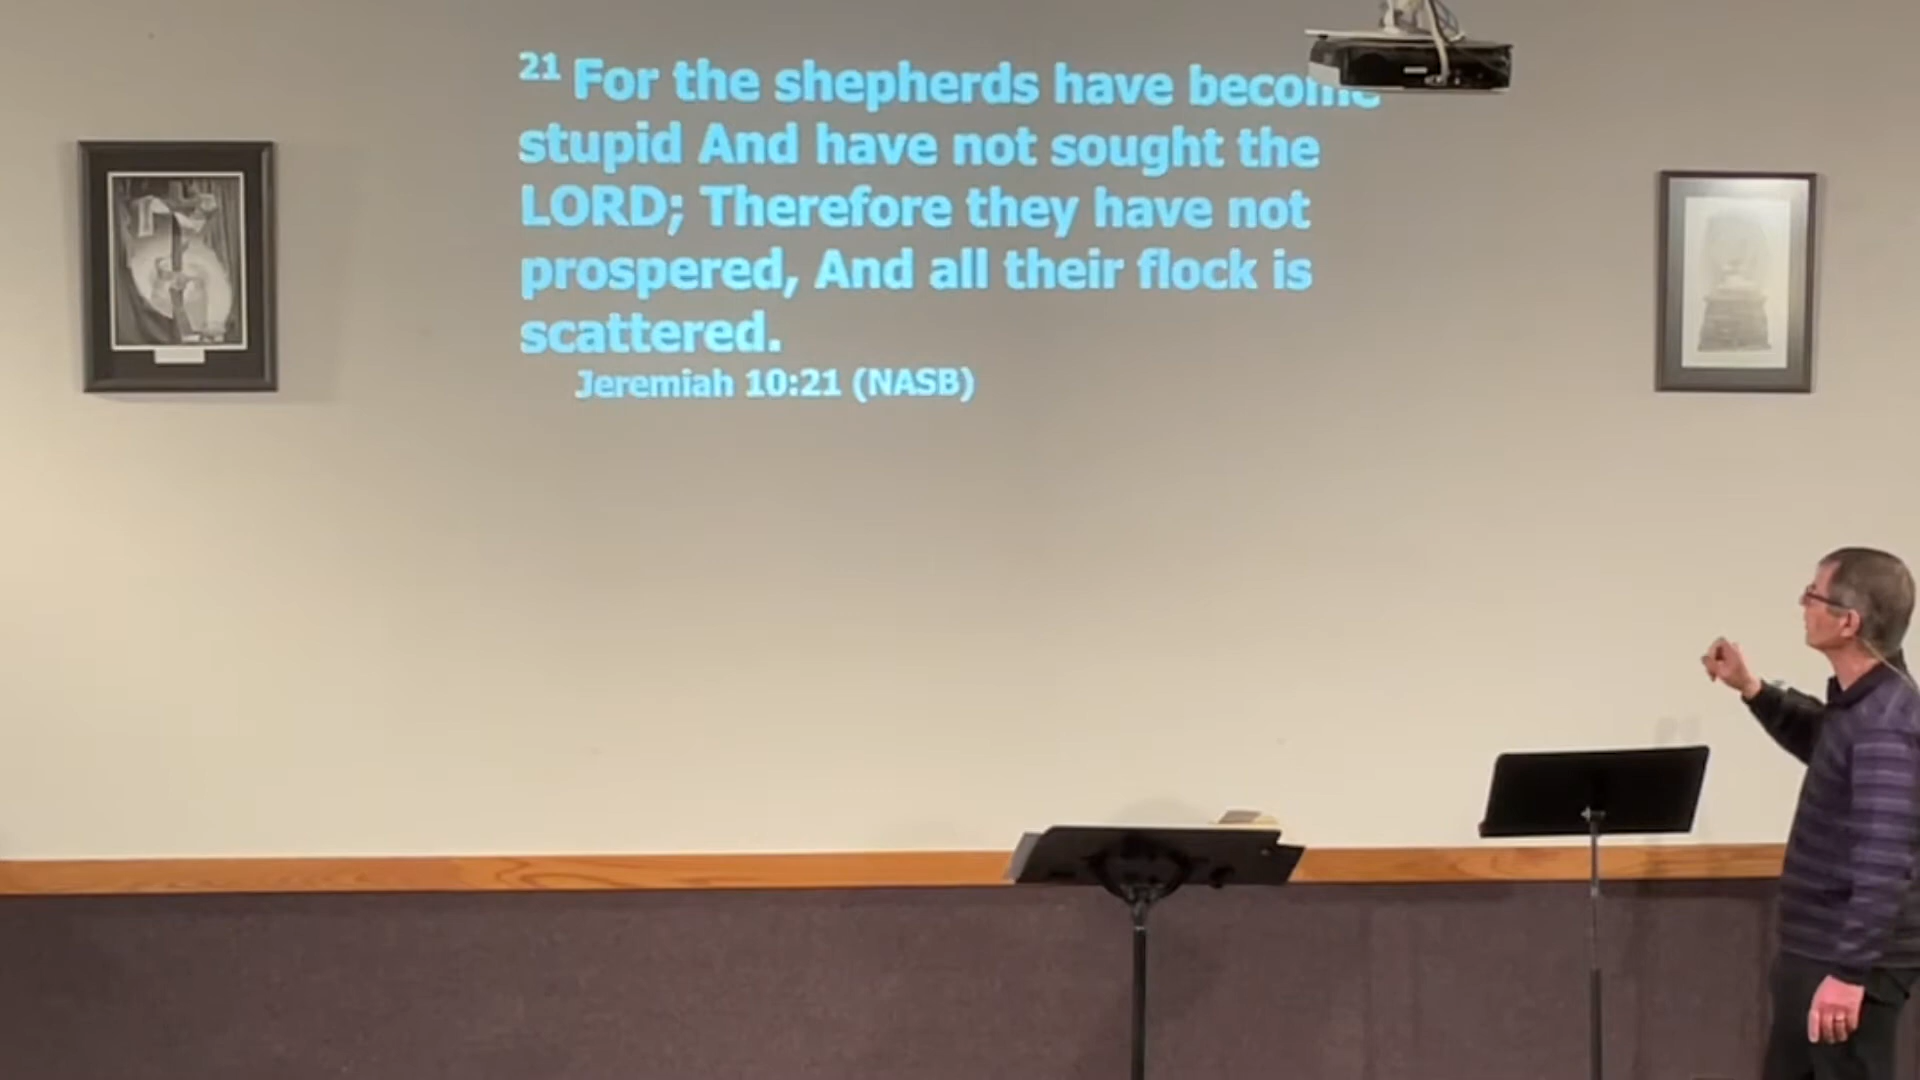 21 For the shepherds have become
stupid And have not sought the
LORD; Therefore they have not
prospered, And all their flock is
scattered.
Jeremiah 10:21 (NASB)